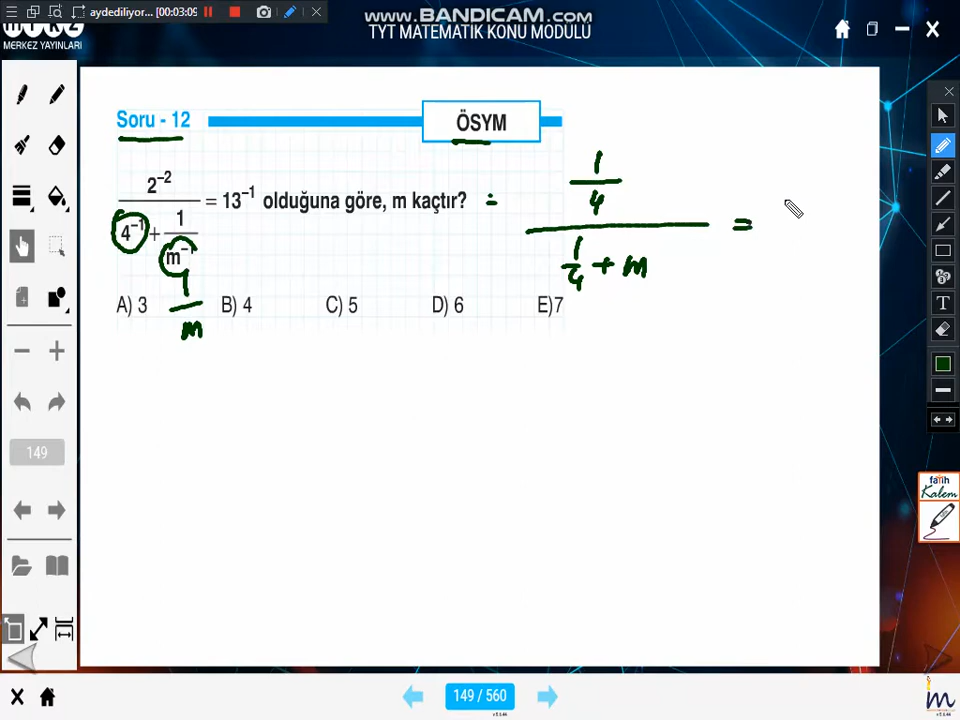 aydediliyor... [00:03:09]
www.BANDICAM.com
MERKEZ YAYINLARI
TYT MATEMATİK KONU MODULÜ
Soru - 12
ÖSYM
2⁻² / (4⁻¹ + 1/m⁻¹) = 13⁻¹ olduğuna göre, m kaçtır? = (1/4) / (1/4 + m) =
1/m
A) 3 B) 4 C) 5 D) 6 E)7
149
149 / 560
T
fatih
Kalem
m